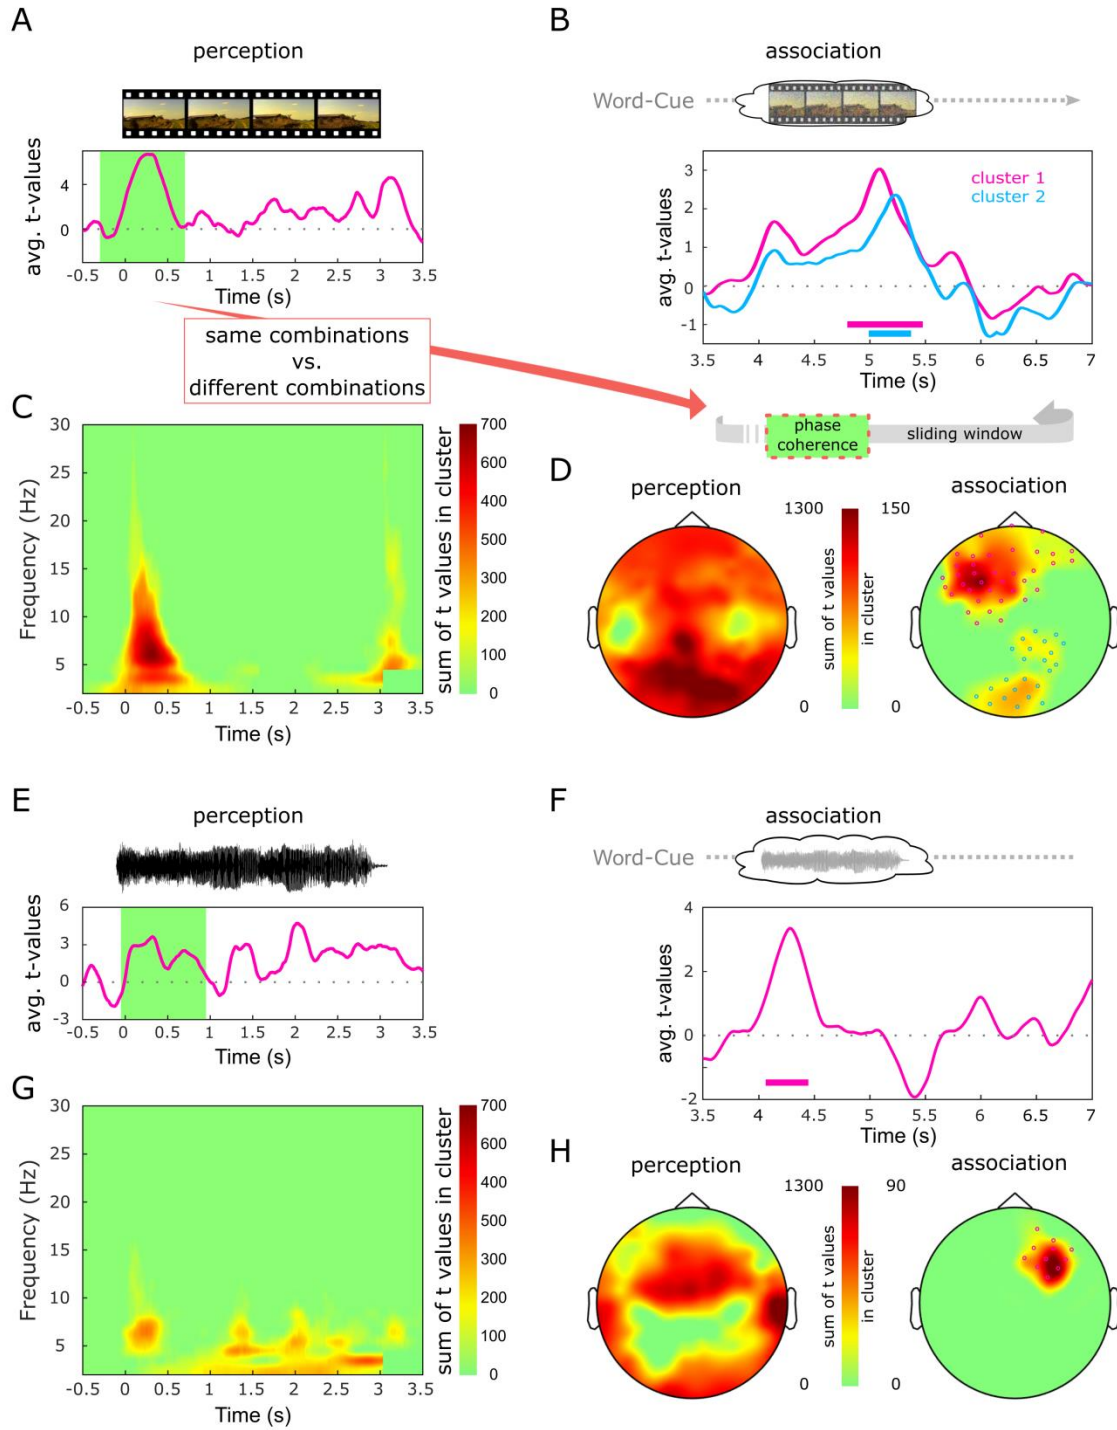 A
perception
avg. t-values
4
0
-0.5 0 0.5 1 1.5 2 2.5 3 3.5
Time (s)
B
association
Word-Cue
avg. t-values
cluster 1
cluster 2
3
2
1
0
-1
3.5 4 4.5 5 5.5 6 6.5 7
Time (s)
same combinations
vs.
different combinations
phase
coherence
sliding window
C
Frequency (Hz)
30
25
20
15
10
5
-0.5 0 0.5 1 1.5 2 2.5 3 3.5
Time (s)
700
600
500
400
300
200
100
0
sum of t values in cluster
D
perception
association
1300 150
sum of t values
in cluster
0 0
E
perception
avg. t-values
6
3
0
-3
-0.5 0 0.5 1 1.5 2 2.5 3 3.5
Time (s)
F
association
Word-Cue
avg. t-values
4
2
0
-2
3.5 4 4.5 5 5.5 6 6.5 7
Time (s)
G
Frequency (Hz)
30
25
20
15
10
5
-0.5 0 0.5 1 1.5 2 2.5 3 3.5
Time (s)
700
600
500
400
500
300
200
100
0
sum of t values in cluster
H
perception
association
1300 90
sum of t values
in cluster
0 0